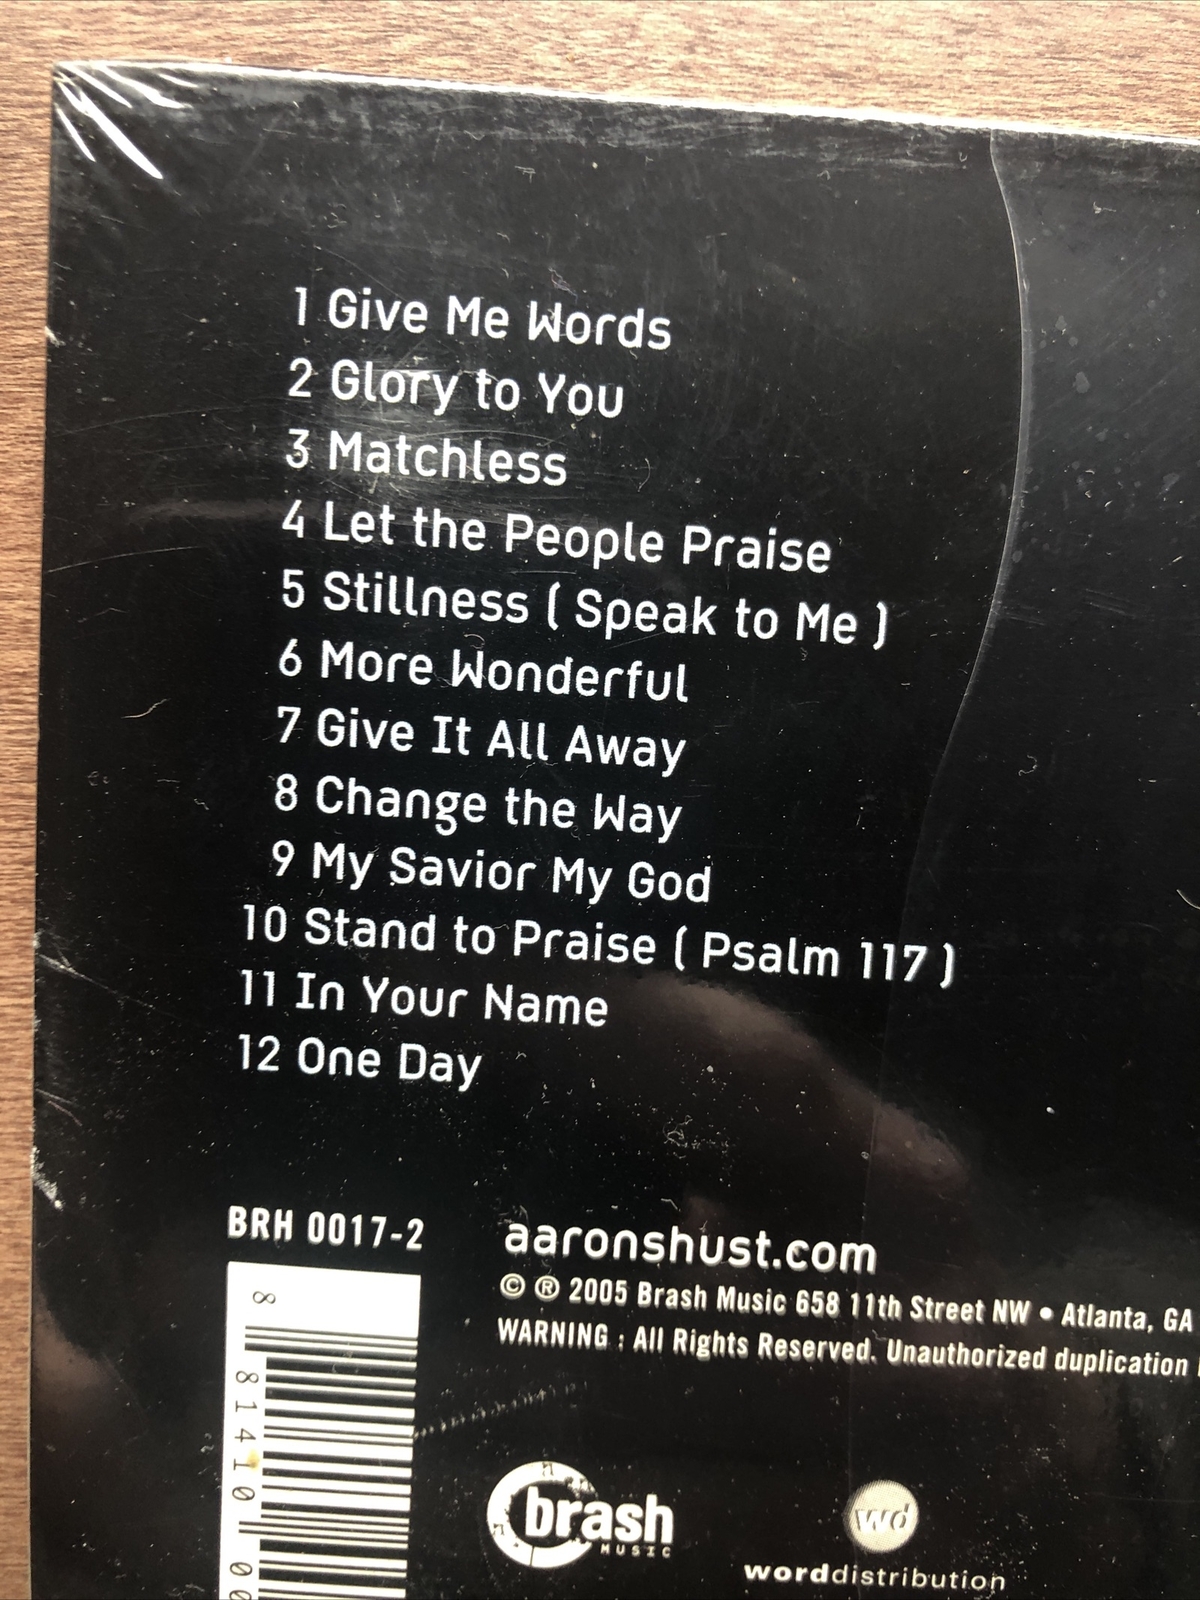 1 Give Me Words
2 Glory to You
3 Matchless
4 Let the People Praise
5 Stillness ( Speak to Me )
6 More Wonderful
7 Give It All Away
8 Change the Way
9 My Savior My God
10 Stand to Praise ( Psalm 117 )
11 In Your Name
12 One Day
BRH 0017-2
aaronshust.com
© ® 2005 Brash Music 658 11th Street NW • Atlanta, GA
WARNING : All Rights Reserved. Unauthorized duplication
8 81410 00
brash
MUSIC
wd
worddistribution